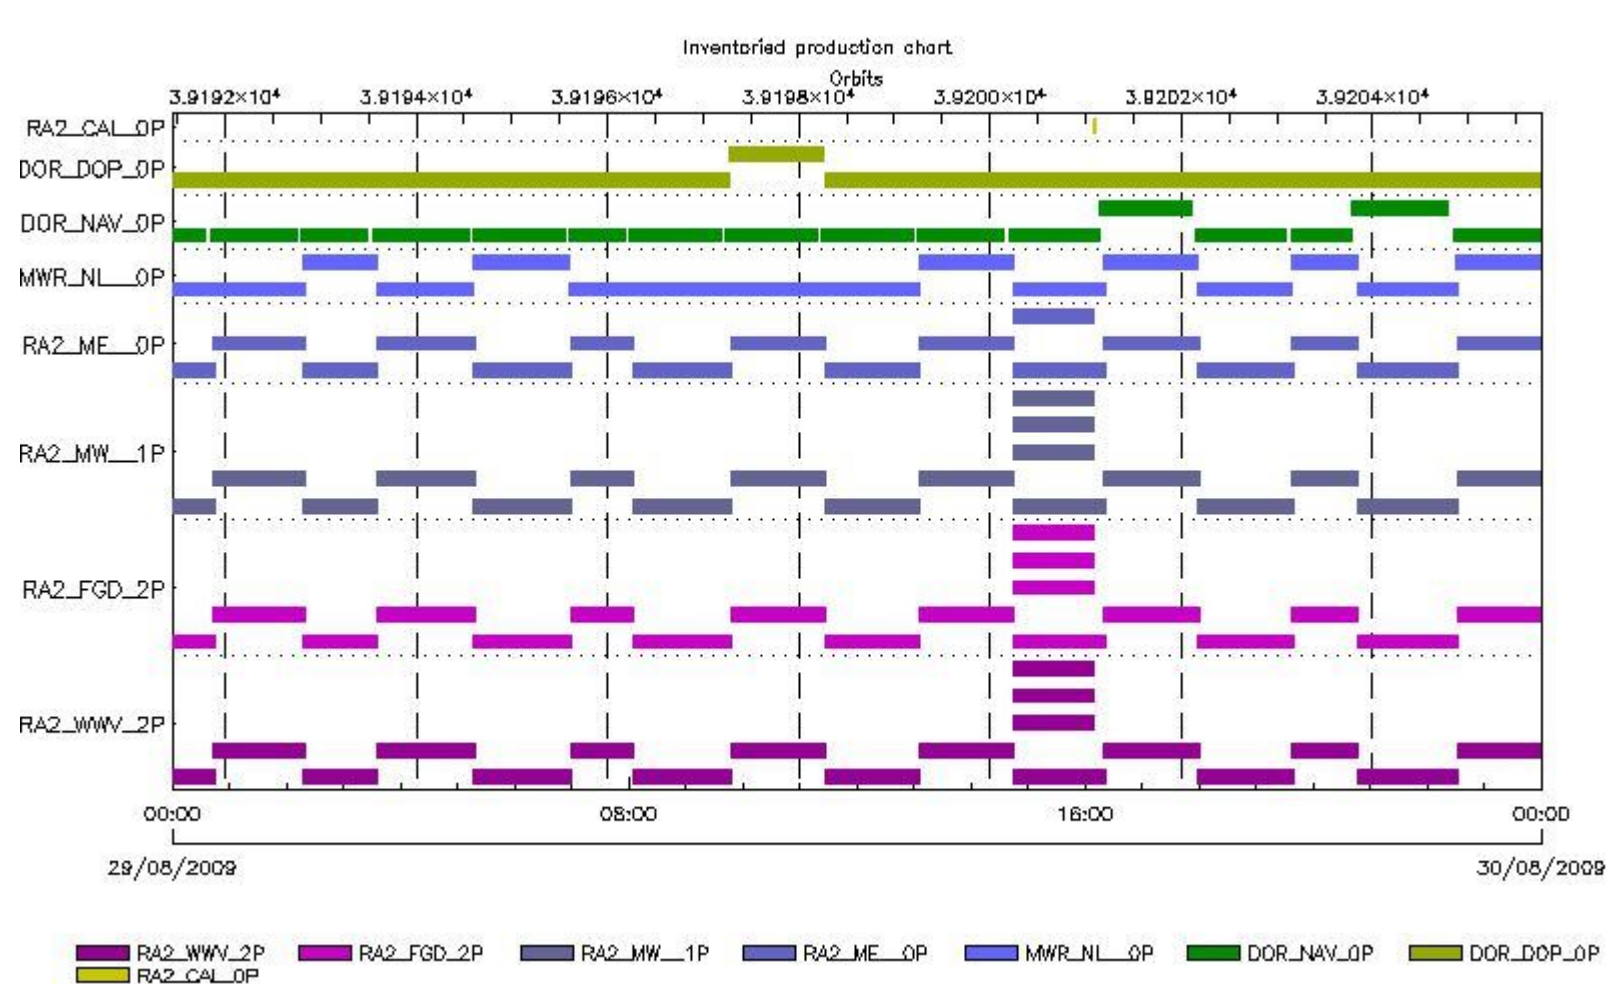 Inventoried production chart
Orbits
3.9192×10⁴ 3.9194×10⁴ 3.9196×10⁴ 3.9198×10⁴ 3.9200×10⁴ 3.9202×10⁴ 3.9204×10⁴
RA2_CAL_0P
DOR_DOP_0P
DOR_NAV_0P
MWR_NL__0P
RA2_ME__0P
RA2_MW__1P
RA2_FGD_2P
RA2_WWV_2P
00:00 08:00 16:00 00:00
29/08/2009 30/08/2009
RA2_WWV_2P RA2_FGD_2P RA2_MW__1P RA2_ME__0P MWR_NL__0P DOR_NAV_0P DOR_DOP_0P
RA2_CAL_0P